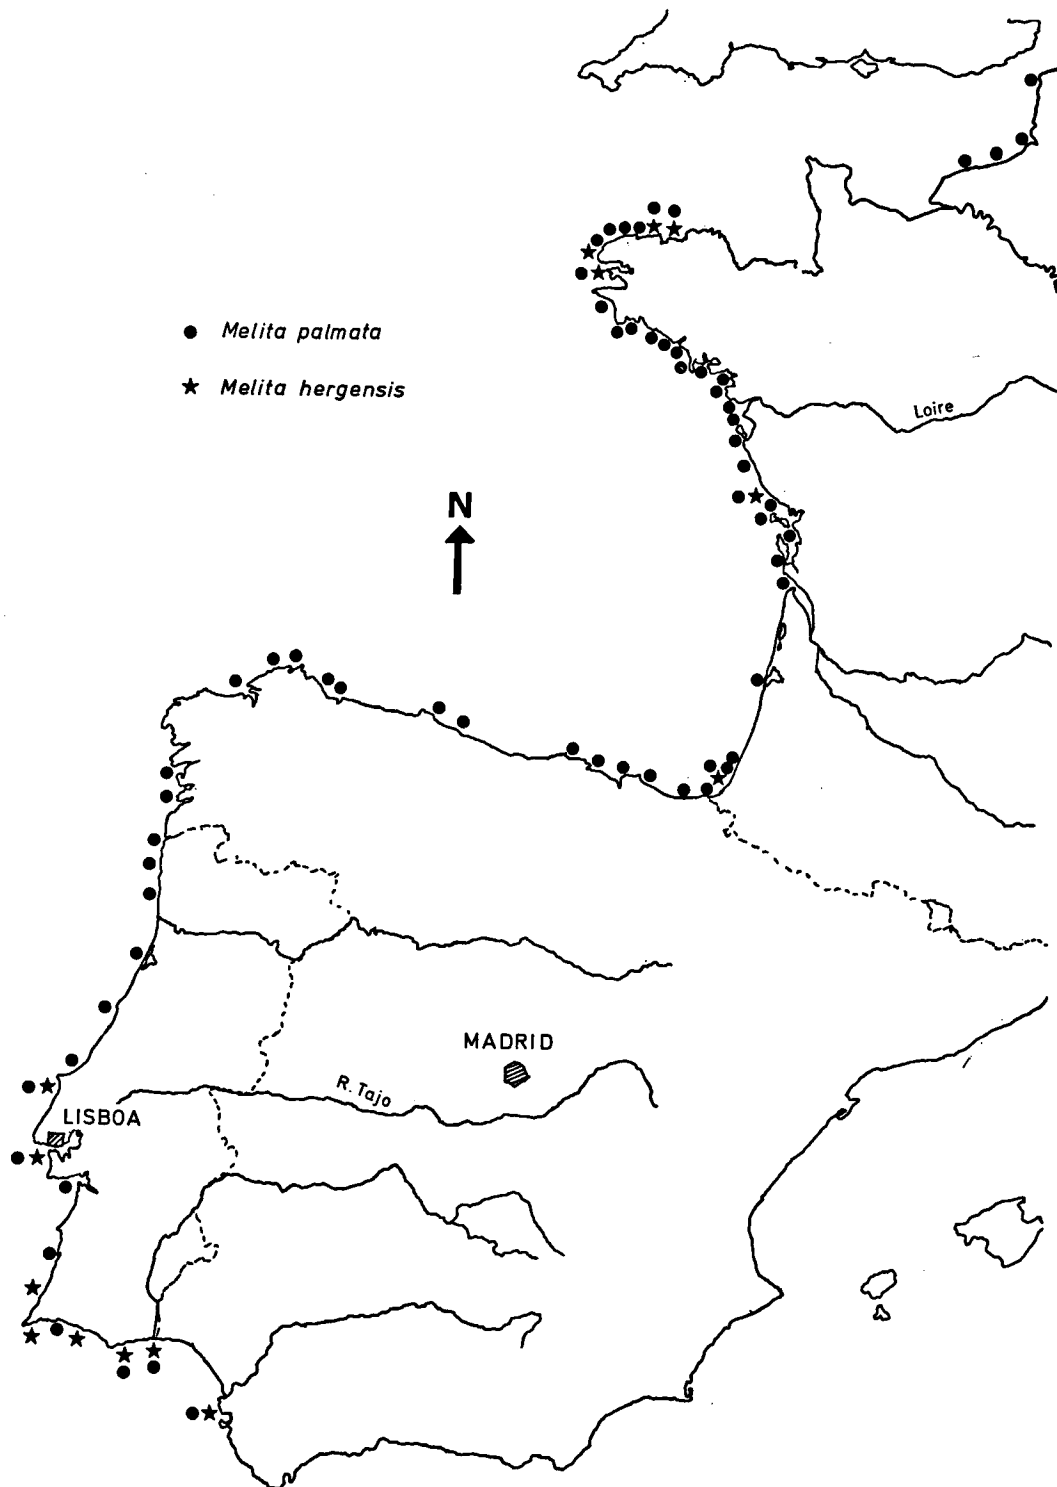 Melita palmata
Melita hergensis
Loire
N
MADRID
R. Tajo
LISBOA